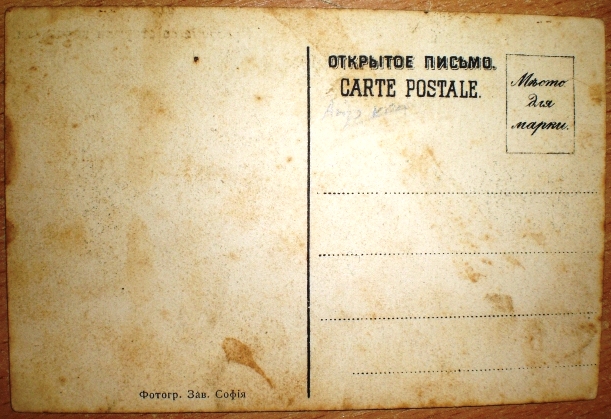 ОТКРЫТОЕ ПИСЬМО.
CARTE POSTALE.
Мѣсто
для
марки.
Фотогр. Зав. Софія